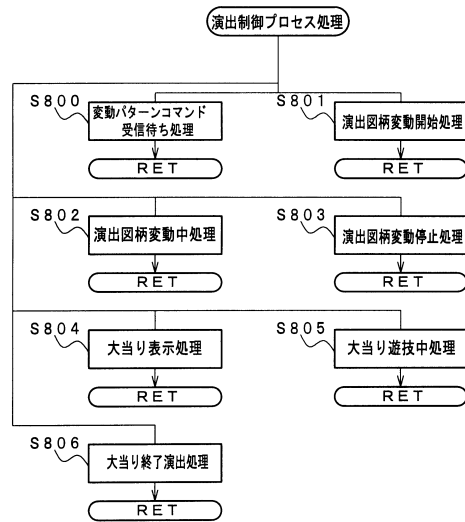 演出制御プロセス処理
S800
変動パターンコマンド
受信待ち処理
RET
S801
演出図柄変動開始処理
RET
S802
演出図柄変動中処理
RET
S803
演出図柄変動停止処理
RET
S804
大当り表示処理
RET
S805
大当り遊技中処理
RET
S806
大当り終了演出処理
RET